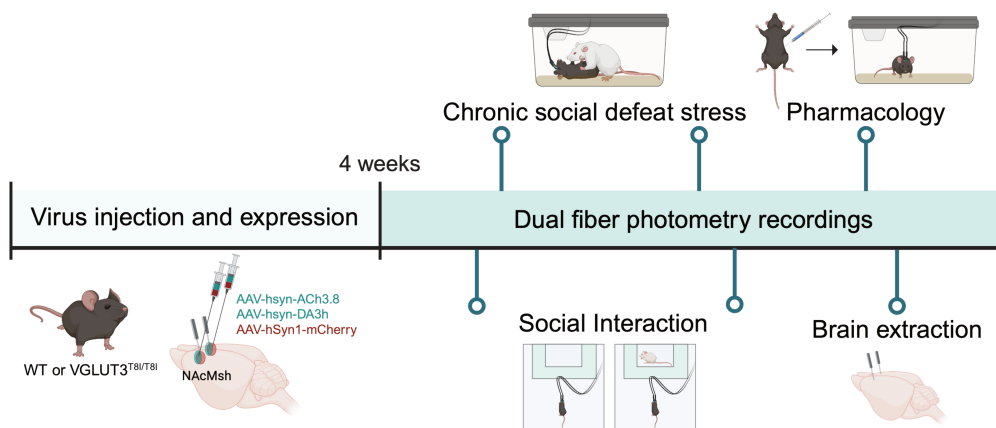 Chronic social defeat stress
Pharmacology
4 weeks
Virus injection and expression
Dual fiber photometry recordings
AAV-hsyn-ACh3.8
AAV-hsyn-DA3h
AAV-hSyn1-mCherry
WT or VGLUT3T8I/T8I
NAcMsh
Social Interaction
Brain extraction